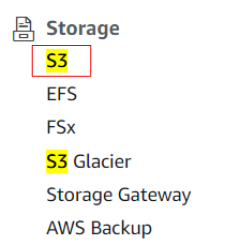 Storage
S3
EFS
FSx
S3 Glacier
Storage Gateway
AWS Backup